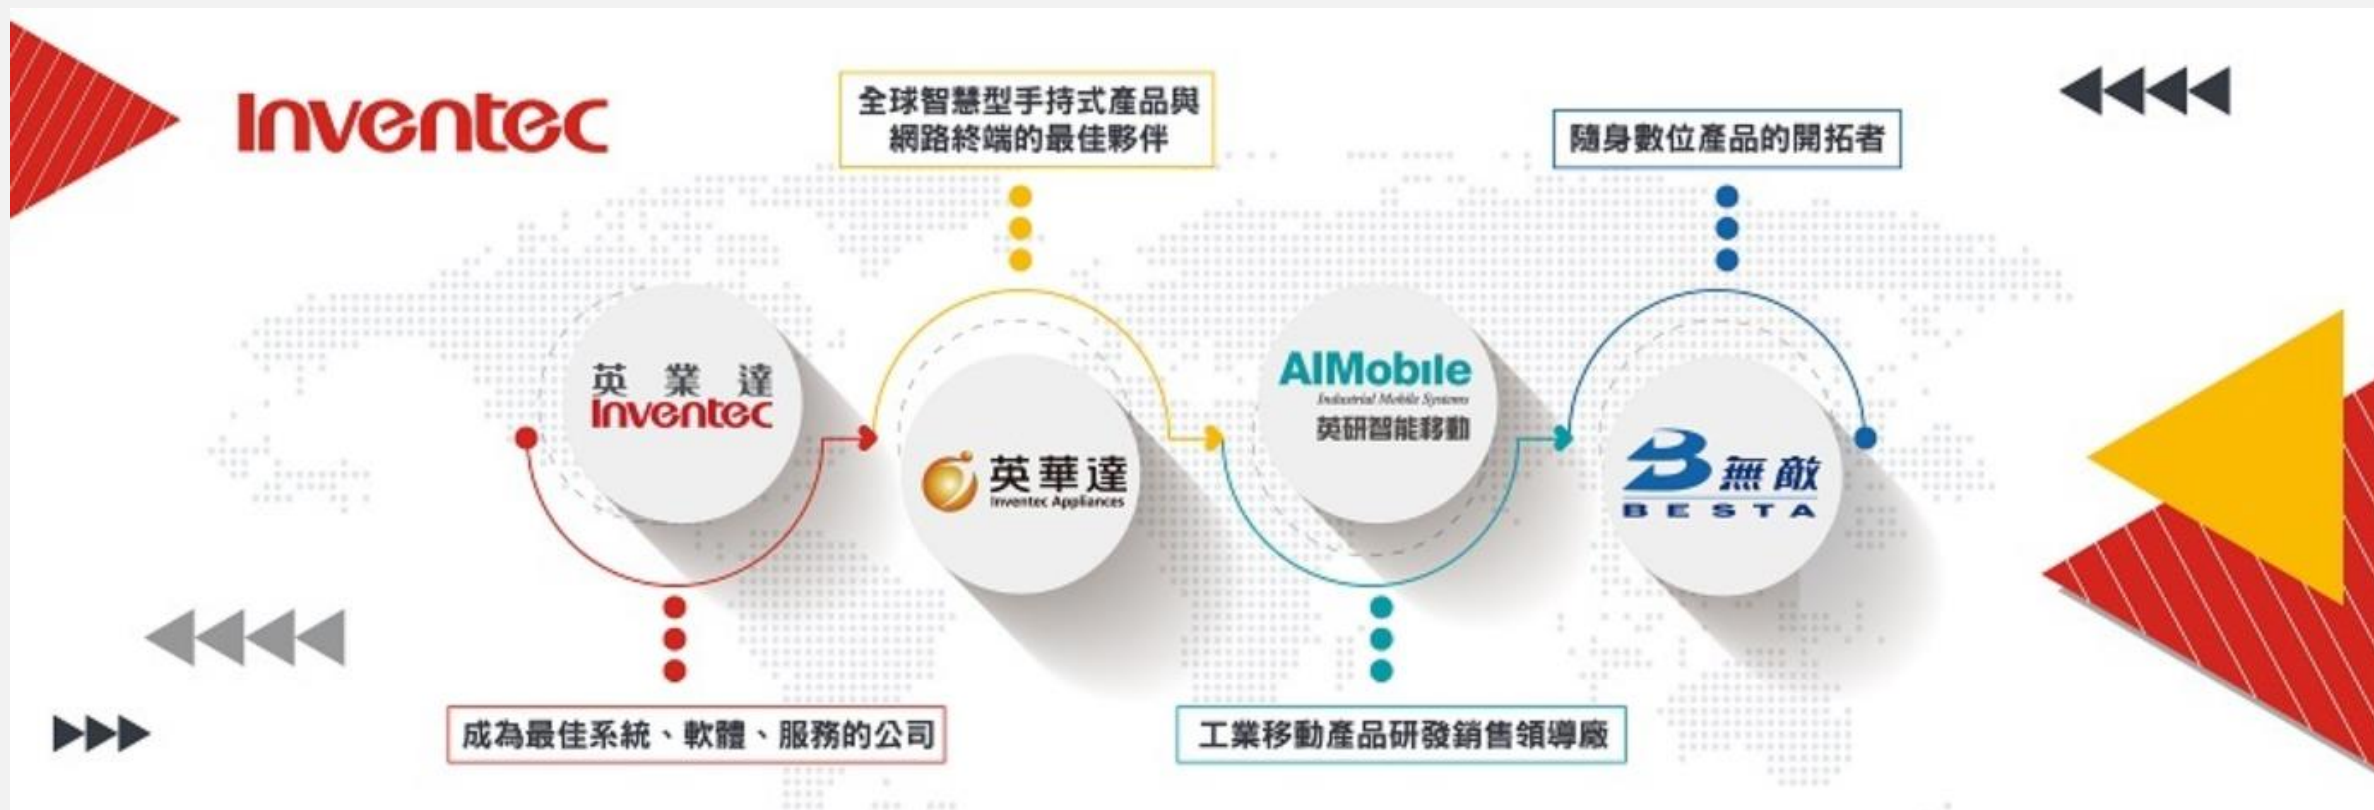 Inventec
全球智慧型手持式產品與
網路終端的最佳夥伴
隨身數位產品的開拓者
英業達
Inventec
英華達
Inventec Appliances
AIMobile
Industrial Mobile Systems
英研智能移動
無敵
BESTA
成為最佳系統、軟體、服務的公司
工業移動產品研發銷售領導廠